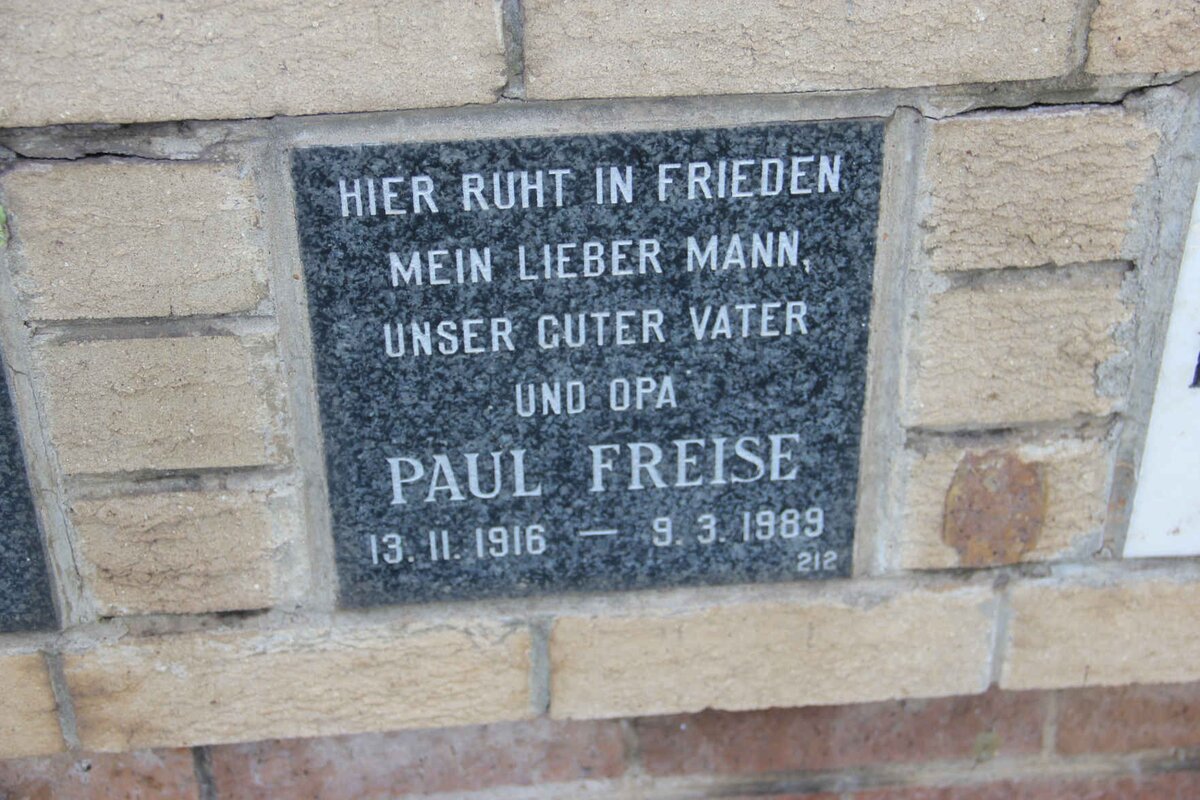 HIER RUHT IN FRIEDEN
MEIN LIEBER MANN,
UNSER GUTER VATER
UND OPA
PAUL FREISE
13. 11. 1916 — 9. 3. 1989
212